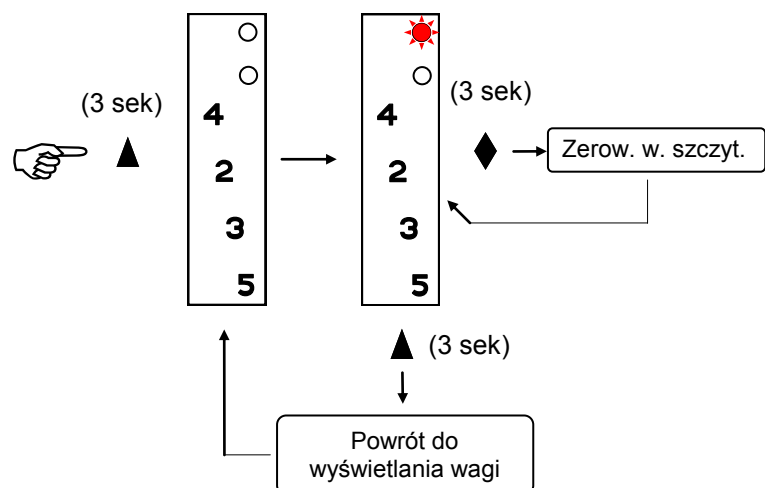 (3 sek)
4
2
3
5
4
2
3
5
(3 sek)
Zerow. w. szczyt.
(3 sek)
Powrót do
wyświetlania wagi